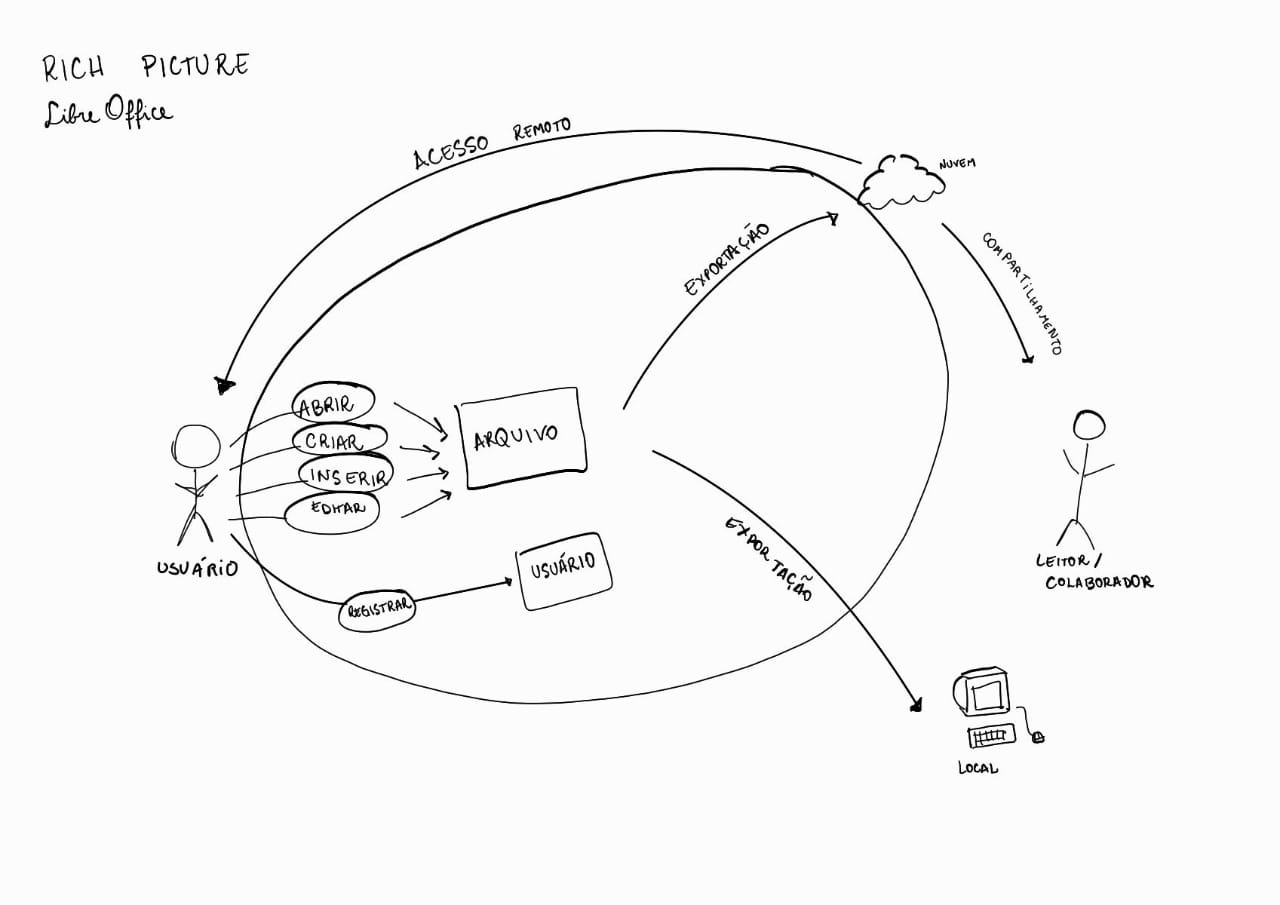 RICH PICTURE
Libre Office
ACESSO REMOTO
NUVEM
EXPORTAÇÃO
COMPARTILHAMENTO
ABRIR
CRIAR
INSERIR
EDITAR
ARQUIVO
USUÁRIO
REGISTRAR
USUÁRIO
EXPORTAÇÃO
LEITOR/
COLABORADOR
LOCAL